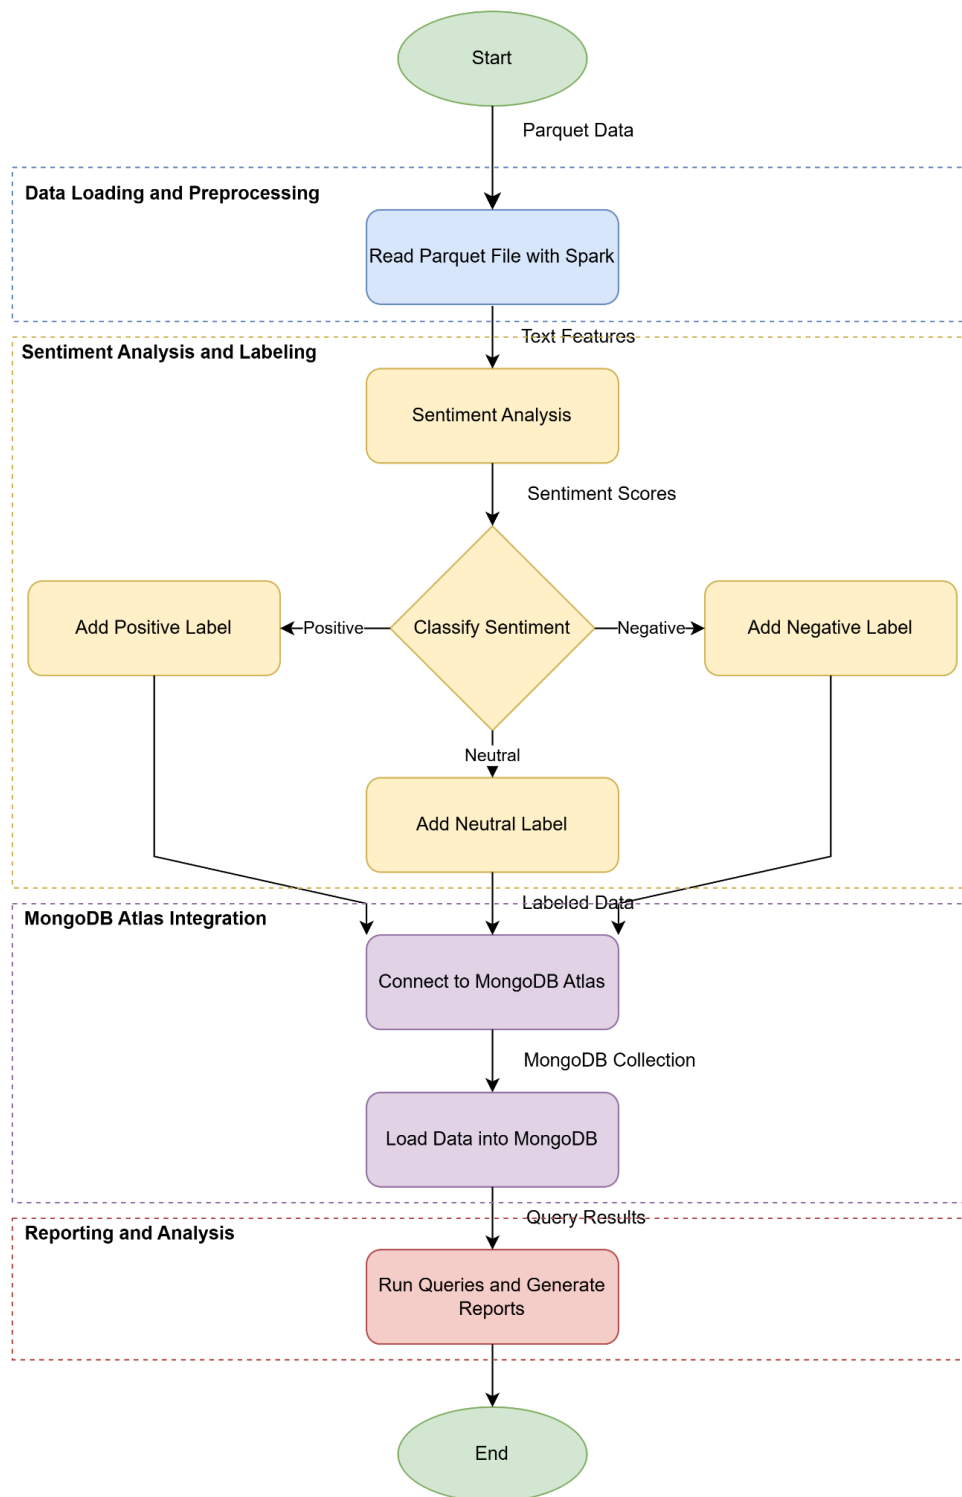 Start
Parquet Data
Data Loading and Preprocessing
Read Parquet File with Spark
Text Features
Sentiment Analysis and Labeling
Sentiment Analysis
Sentiment Scores
Add Positive Label
Positive
Classify Sentiment
Negative
Add Negative Label
Neutral
Add Neutral Label
Labeled Data
MongoDB Atlas Integration
Connect to MongoDB Atlas
MongoDB Collection
Load Data into MongoDB
Query Results
Reporting and Analysis
Run Queries and Generate
Reports
End